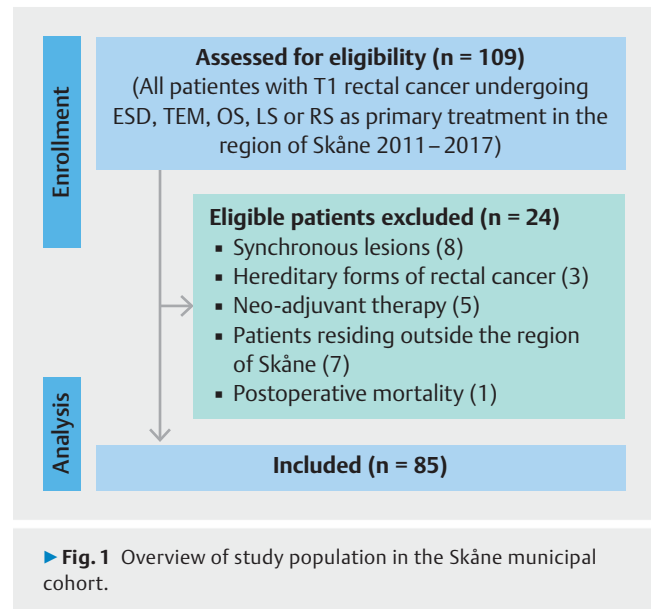 Enrollment
Assessed for eligibility (n = 109)
(All patientes with T1 rectal cancer undergoing
ESD, TEM, OS, LS or RS as primary treatment in the
region of Skåne 2011–2017)
Eligible patients excluded (n = 24)
▪ Synchronous lesions (8)
▪ Hereditary forms of rectal cancer (3)
▪ Neo-adjuvant therapy (5)
▪ Patients residing outside the region
of Skåne (7)
▪ Postoperative mortality (1)
Analysis
Included (n = 85)
▶ Fig. 1 Overview of study population in the Skåne municipal
cohort.